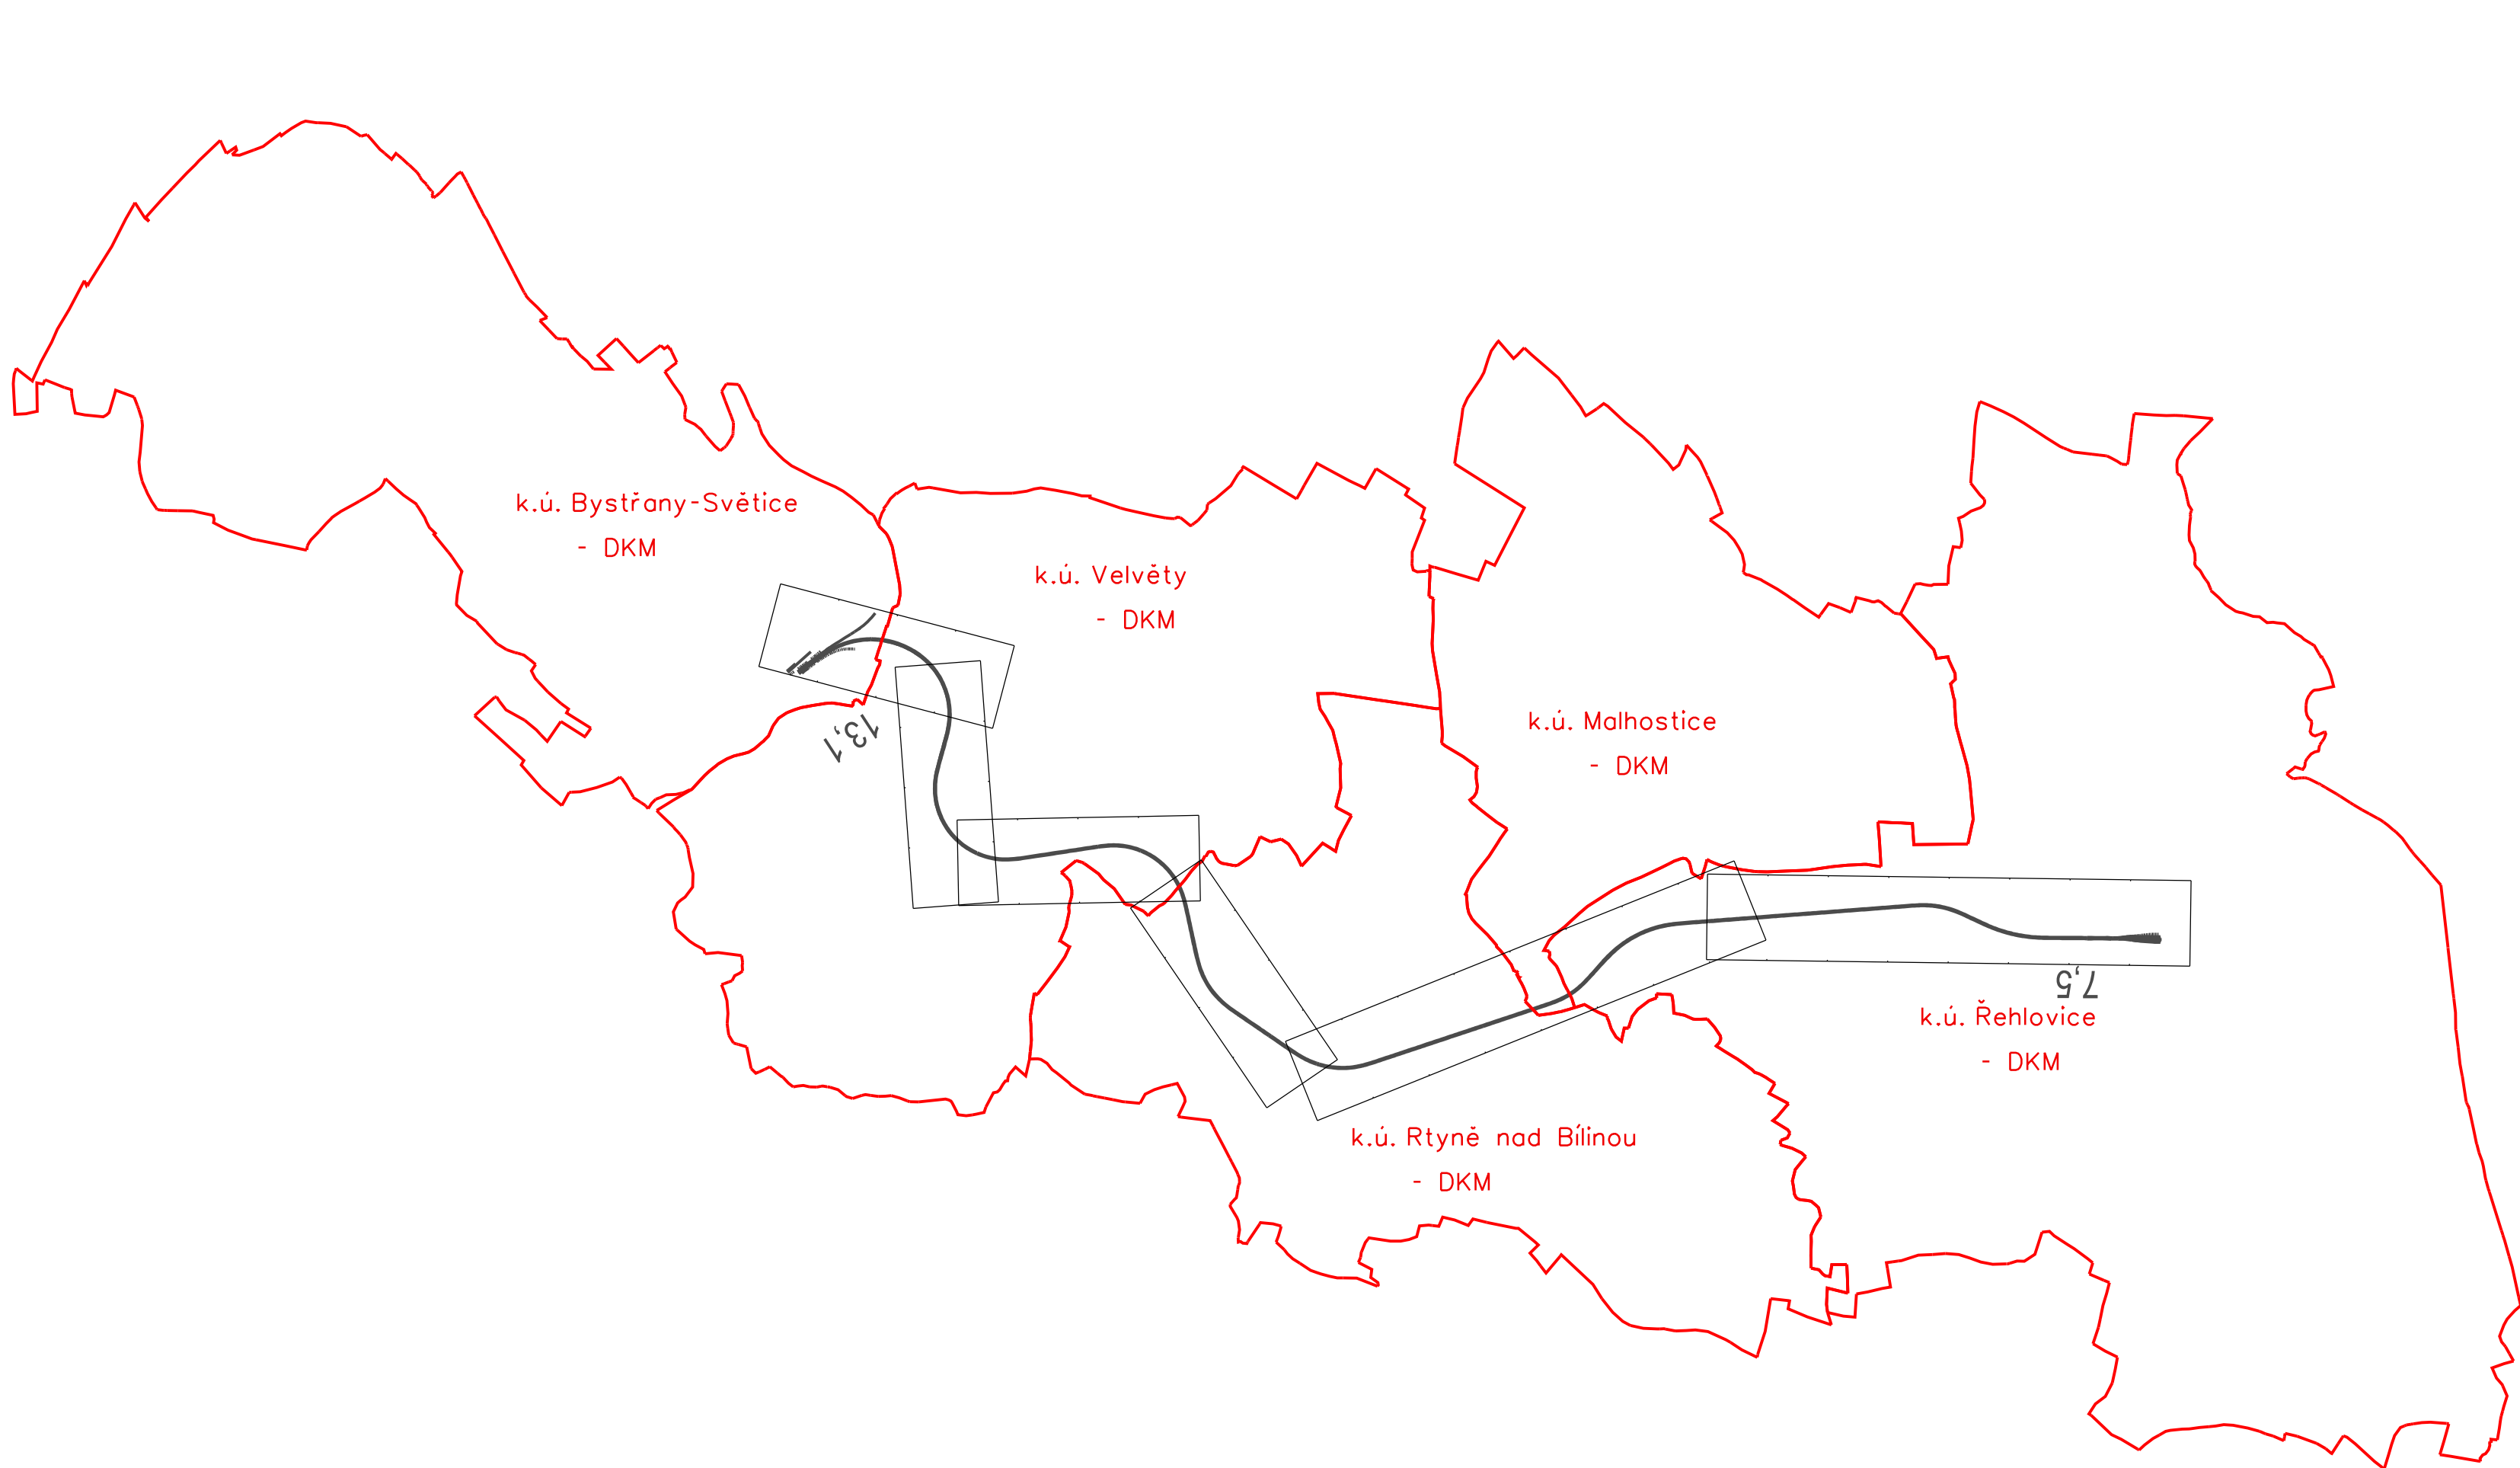 k.ú. Bystřany-Světice
- DKM
k.ú. Velvěty
- DKM
k.ú. Malhostice
- DKM
13,1
7,5
k.ú. Řehlovice
- DKM
k.ú. Rtyně nad Bílinou
- DKM